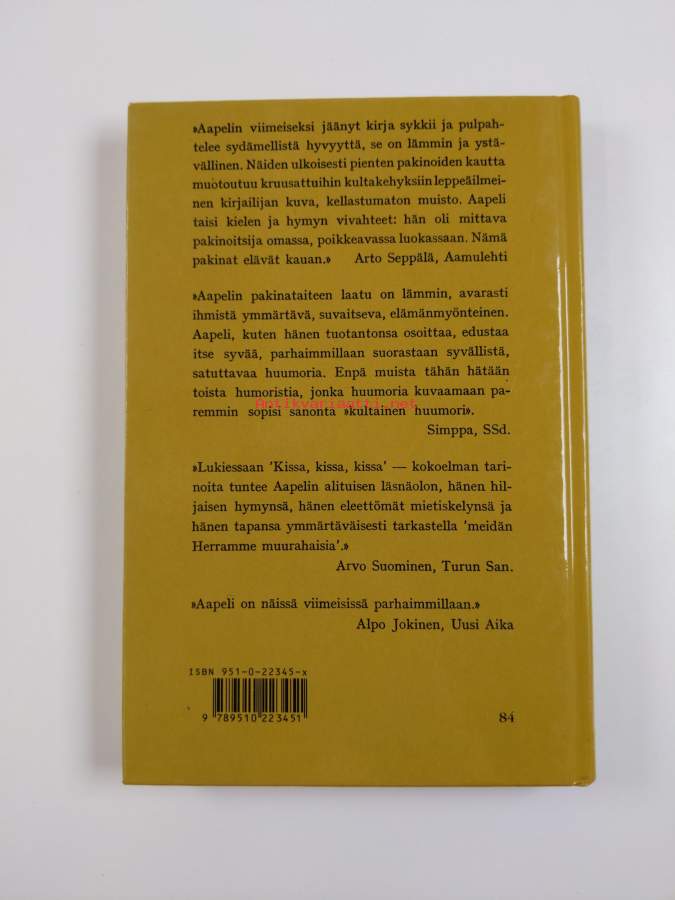 »Aapelin viimeiseksi jäänyt kirja sykkii ja pulpah-
telee sydämellistä hyvyyttä, se on lämmin ja ystä-
vällinen. Näiden ulkoisesti pienten pakinoiden kautta
muotoutuu kruusattuihin kultakehyksiin leppeäilmei-
nen kirjailijan kuva, kellastumaton muisto. Aapeli
taisi kielen ja hymyn vivahteet: hän oli mittava
pakinoitsija omassa, poikkeavassa luokassaan. Nämä
pakinat elävät kauan.» Arto Seppälä, Aamulehti
»Aapelin pakinataiteen laatu on lämmin, avarasti
ihmistä ymmärtävä, suvaitseva, elämänmyönteinen.
Aapeli, kuten hänen tuotantonsa osoittaa, edustaa
itse syvää, parhaimmillaan suorastaan syvällistä,
satuttavaa huumoria. Enpä muista tähän hätään
toista humoristia, jonka huumoria kuvaamaan pa-
remmin sopisi sanonta »kultainen huumori».
Antikvariaatti.net
Simppa, SSd.
»Lukiessaan 'Kissa, kissa, kissa' — kokoelman tari-
noita tuntee Aapelin alituisen läsnäolon, hänen hil-
jaisen hymynsä, hänen eleettömät mietiskelynsä ja
hänen tapansa ymmärtäväisesti tarkastella 'meidän
Herramme muurahaisia'.»
Arvo Suominen, Turun San.
»Aapeli on näissä viimeisissä parhaimmillaan.»
Alpo Jokinen, Uusi Aika
ISBN 951-0-22345-x
9 789510 223451
84